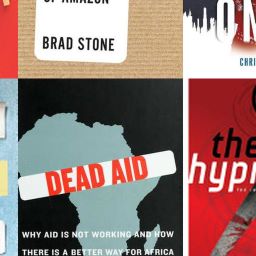 OF AMAZON
BRAD STONE
CHRI
DEAD AID
WHY AID IS NOT WORKING AND HOW
THERE IS A BETTER WAY FOR AFRICA
the
hypn